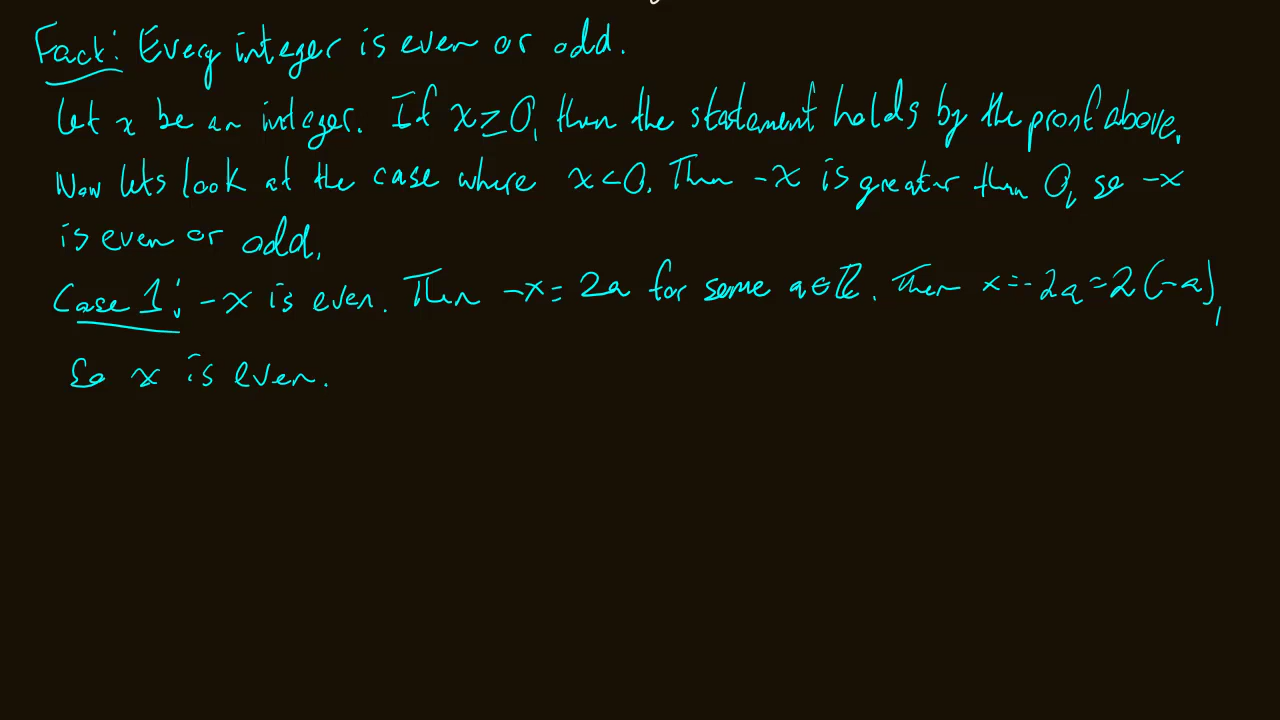 Fact: Every integer is even or odd.
Let x be an integer. If x ≥ 0, then the statement holds by the proof above.
Now lets look at the case where x < 0. Then -x is greater than 0, so -x
is even or odd.
Case 1: -x is even. Then -x = 2a for some a ∈ ℤ. Then x = -2a = 2(-a),
So x is even.